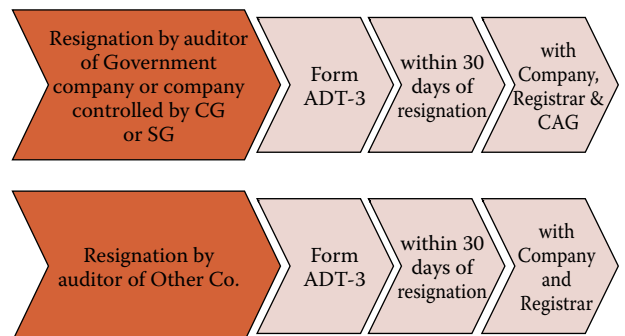 Resignation by auditor
of Government
company or company
controlled by CG
or SG
Form
ADT-3
within 30
days of
resignation
with
Company,
Registrar &
CAG
Resignation by
auditor of Other Co.
Form
ADT-3
within 30
days of
resignation
with
Company
and
Registrar